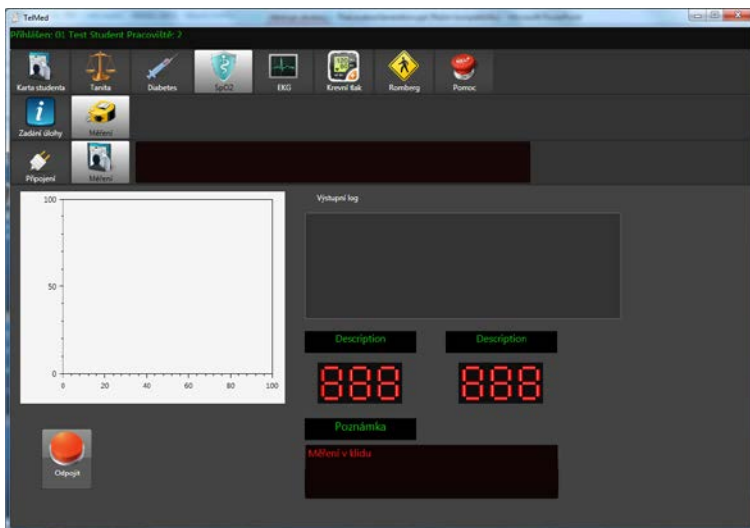 TelMed
Přihlášen: 01 Test Student Pracoviště: 2
Karta studenta Tanita Diabetes SpO2 EKG Krevní tlak Romberg Pomoc
Zadání úlohy Měření
Připojení Měření
Výstupní log
100
50
0
0 20 40 60 80 100
Description Description
888 888
Poznámka
Měření v klidu
Odpojit